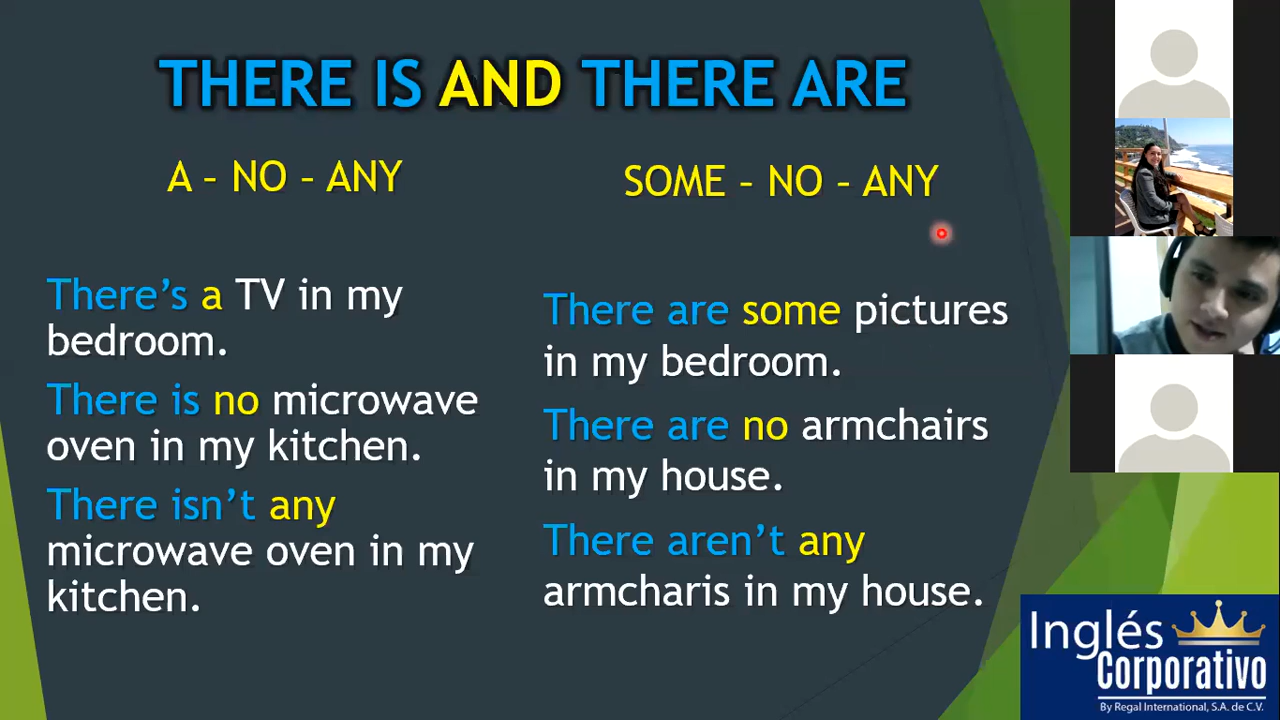 THERE IS AND THERE ARE
A – NO – ANY
There's a TV in my
bedroom.
There is no microwave
oven in my kitchen.
There isn't any
microwave oven in my
kitchen.
SOME – NO – ANY
There are some pictures
in my bedroom.
There are no armchairs
in my house.
There aren't any
armcharis in my house.
Inglés
Corporativo
By Regal International, S.A. de C.V.